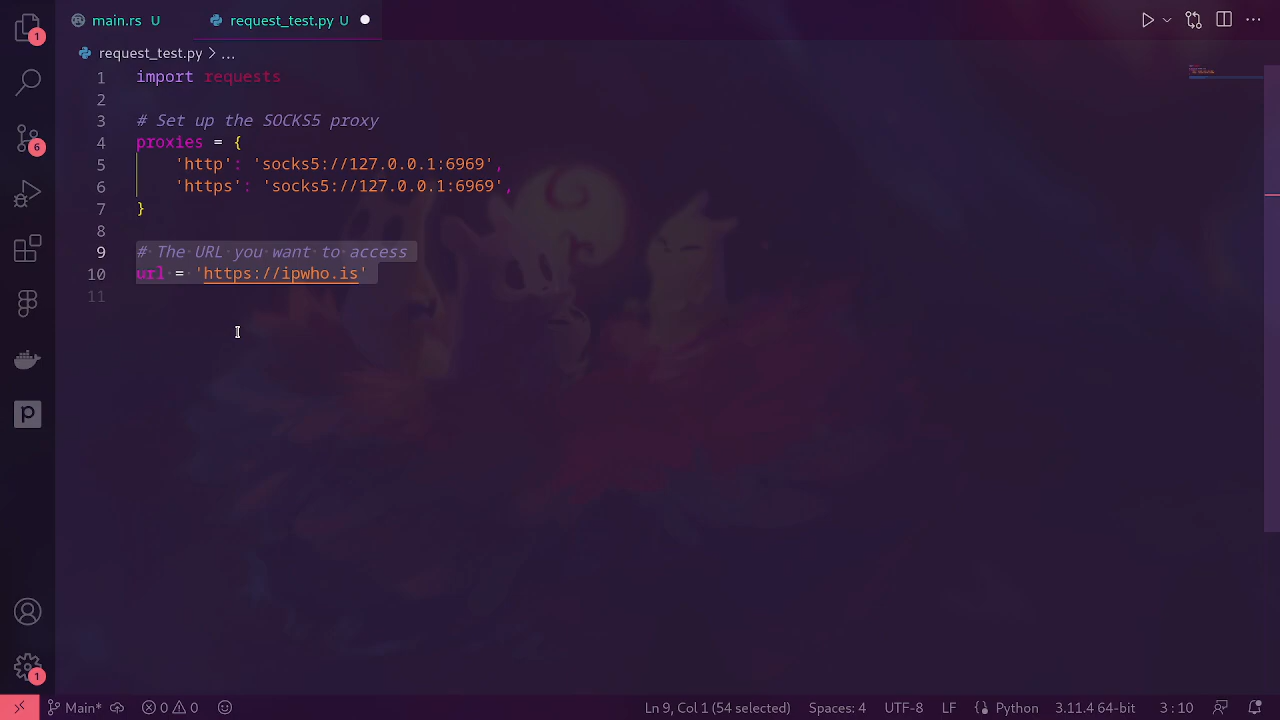 main.rs U
request_test.py U
request_test.py > ...
1 import requests
2
3 # Set up the SOCKS5 proxy
4 proxies = {
5 'http': 'socks5://127.0.0.1:6969',
6 'https': 'socks5://127.0.0.1:6969',
7 }
8
9 # The URL you want to access
10 url = 'https://ipwho.is'
11
1
6
P
1
Main* 0 0 Ln 9, Col 1 (54 selected) Spaces: 4 UTF-8 LF Python 3.11.4 64-bit 3 : 10